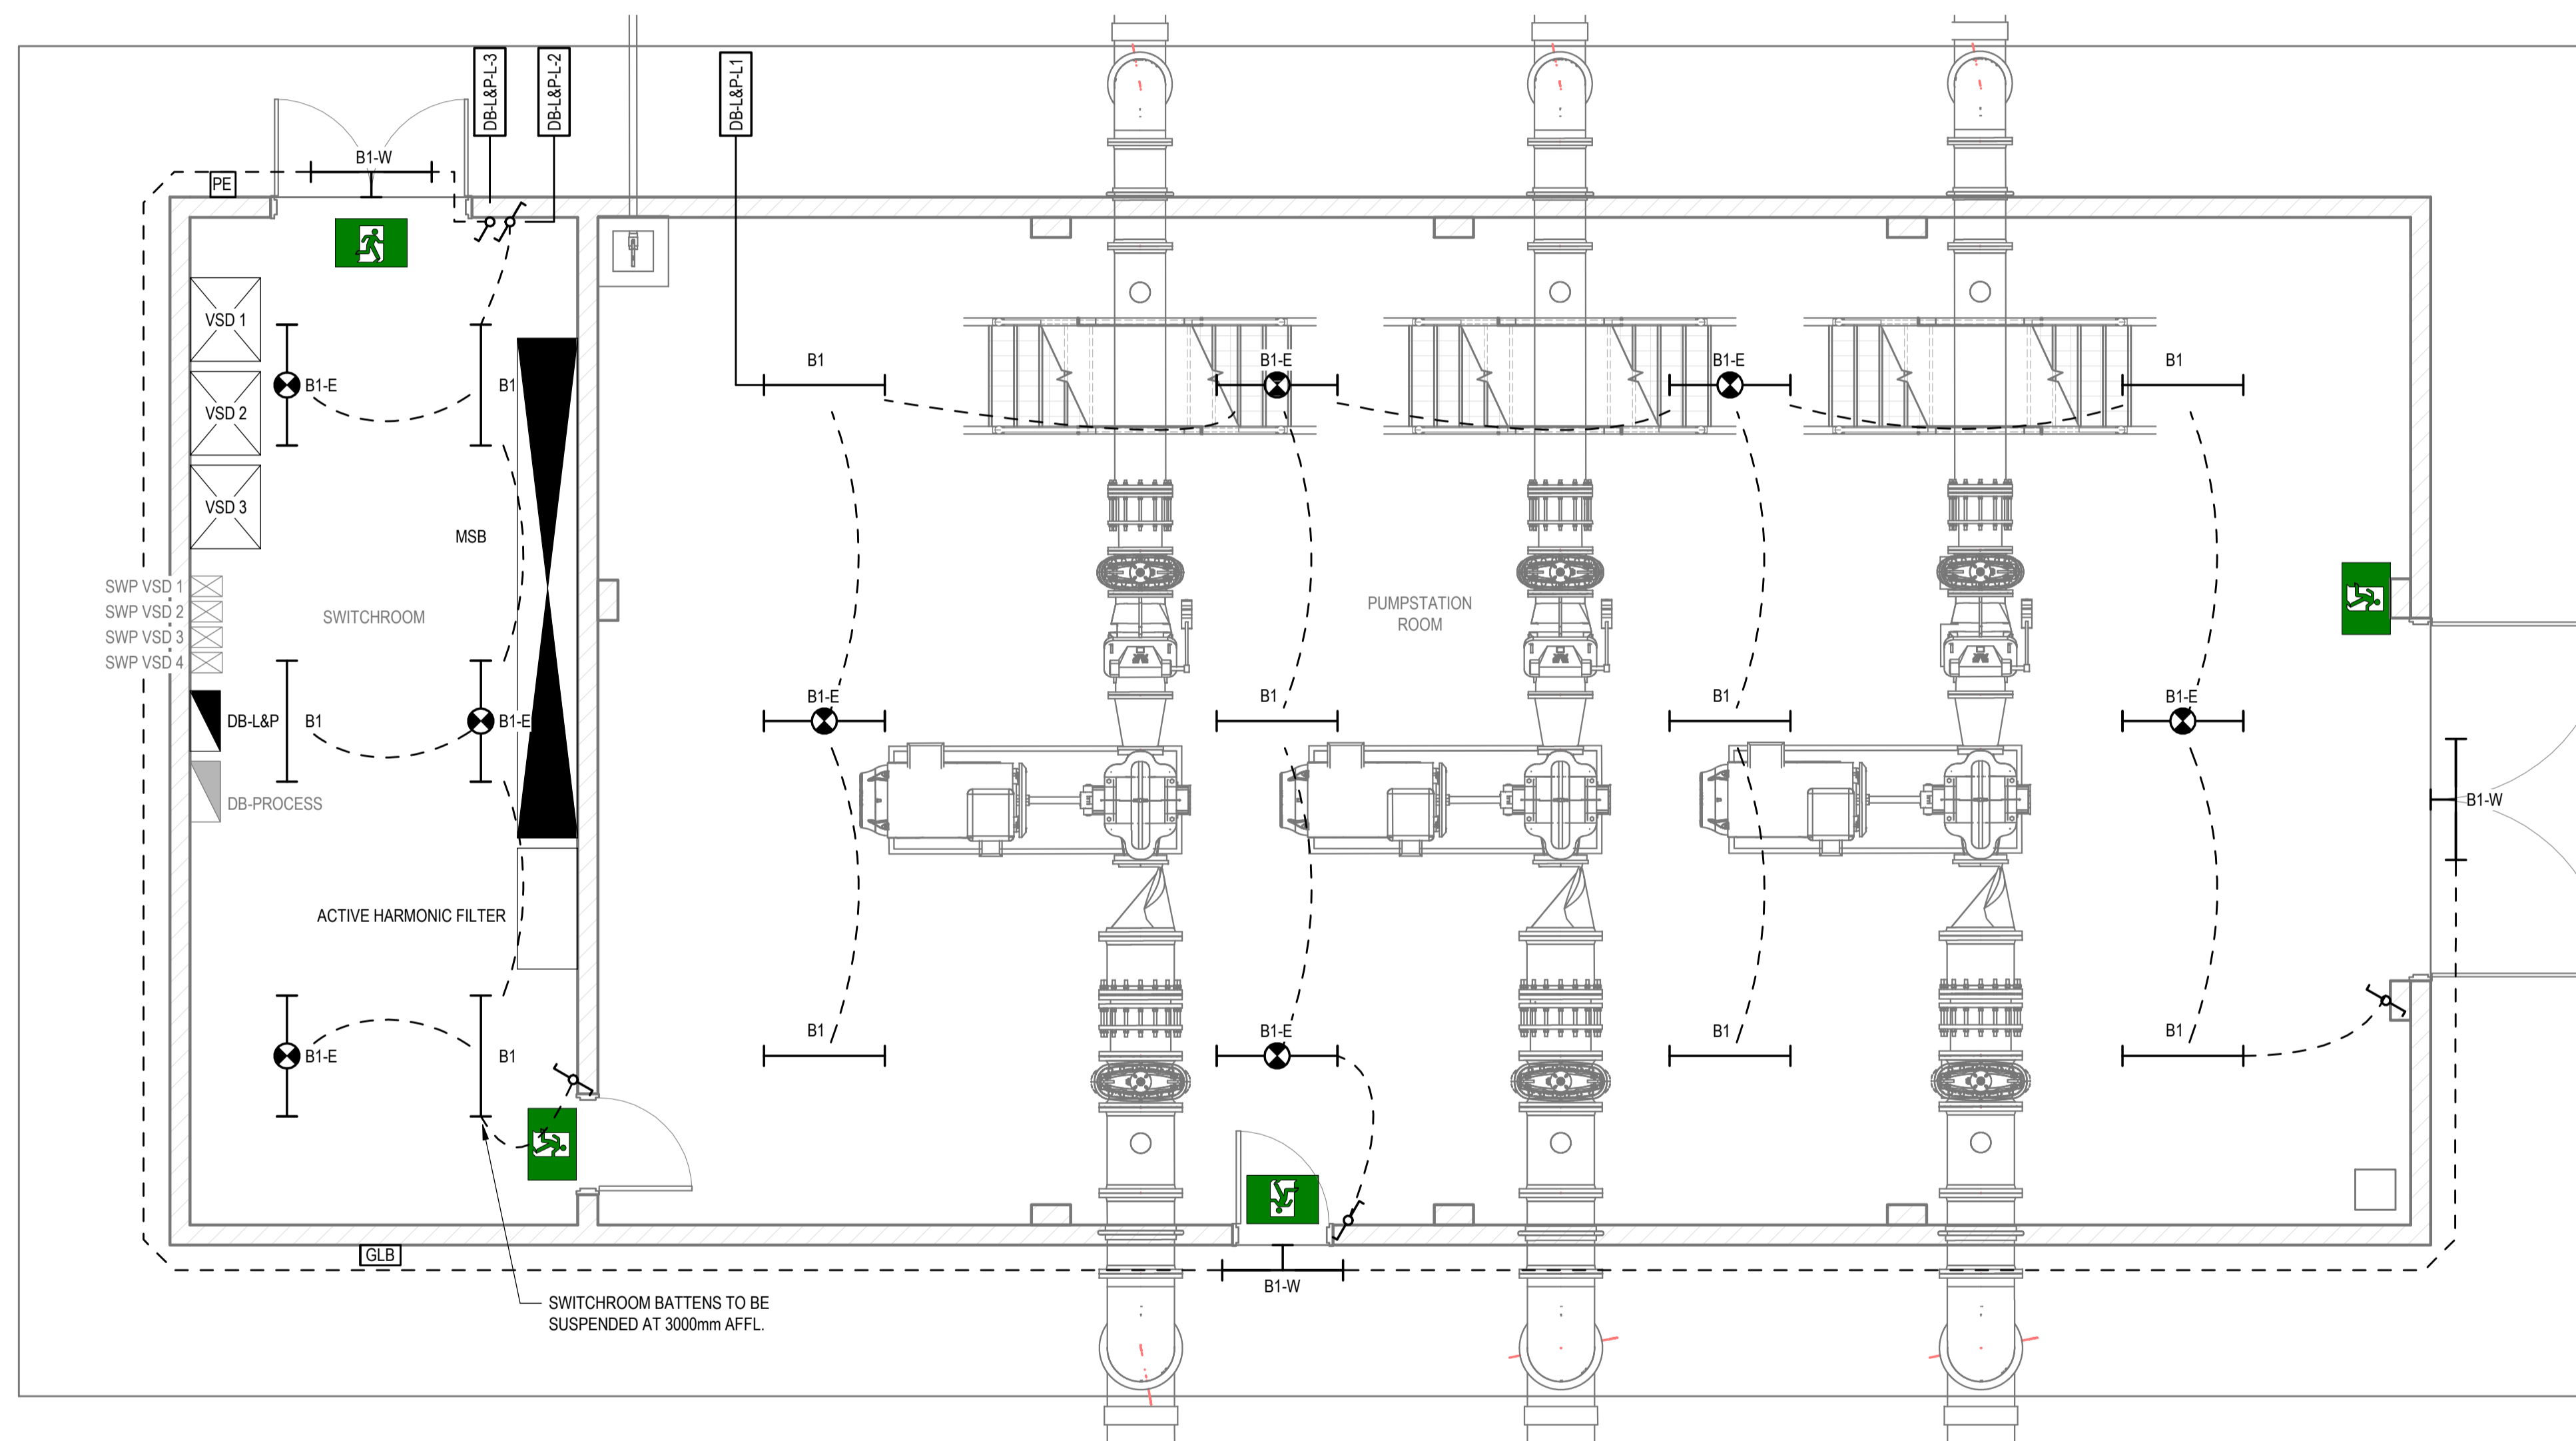 DB-L&P-L-3
DB-L&P-L-2
DB-L&P-L1
B1-W
PE
VSD 1
VSD 2
VSD 3
B1-E
B1
B1
B1-E
B1-E
B1
MSB
SWP VSD 1
SWP VSD 2
SWP VSD 3
SWP VSD 4
SWITCHROOM
PUMPSTATION
ROOM
DB-L&P
B1
B1-E
B1-E
B1
B1
B1-E
DB-PROCESS
B1-W
ACTIVE HARMONIC FILTER
B1-E
B1
B1
B1-E
B1
B1
GLB
B1-W
SWITCHROOM BATTENS TO BE
SUSPENDED AT 3000mm AFFL.